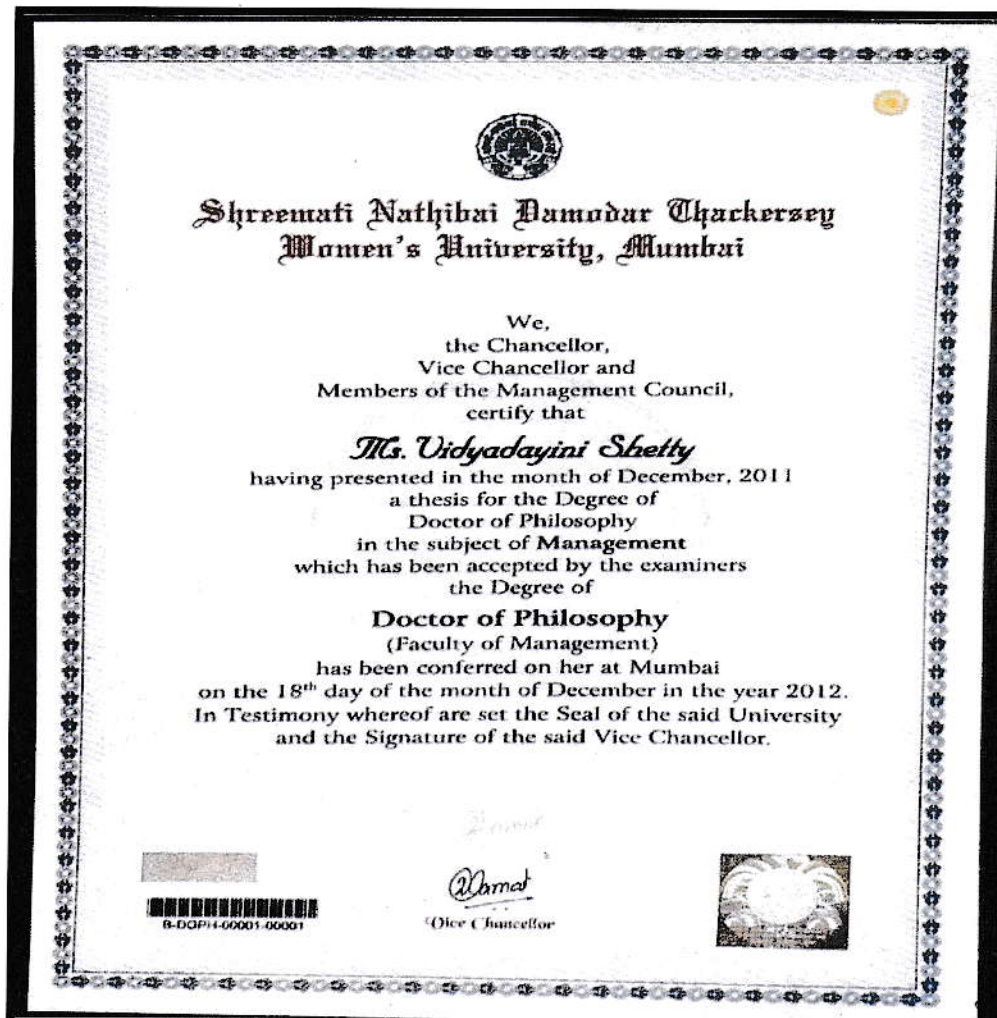 Shreemati Nathibai Damodar Thackersey
Women's University, Mumbai
We,
the Chancellor,
Vice Chancellor and
Members of the Management Council,
certify that
Ms. Vidyadayini Shetty
having presented in the month of December, 2011
a thesis for the Degree of
Doctor of Philosophy
in the subject of Management
which has been accepted by the examiners
the Degree of
Doctor of Philosophy
(Faculty of Management)
has been conferred on her at Mumbai
on the 18th day of the month of December in the year 2012.
In Testimony whereof are set the Seal of the said University
and the Signature of the said Vice Chancellor.
B-DOPH-00001-00001
Vice Chancellor